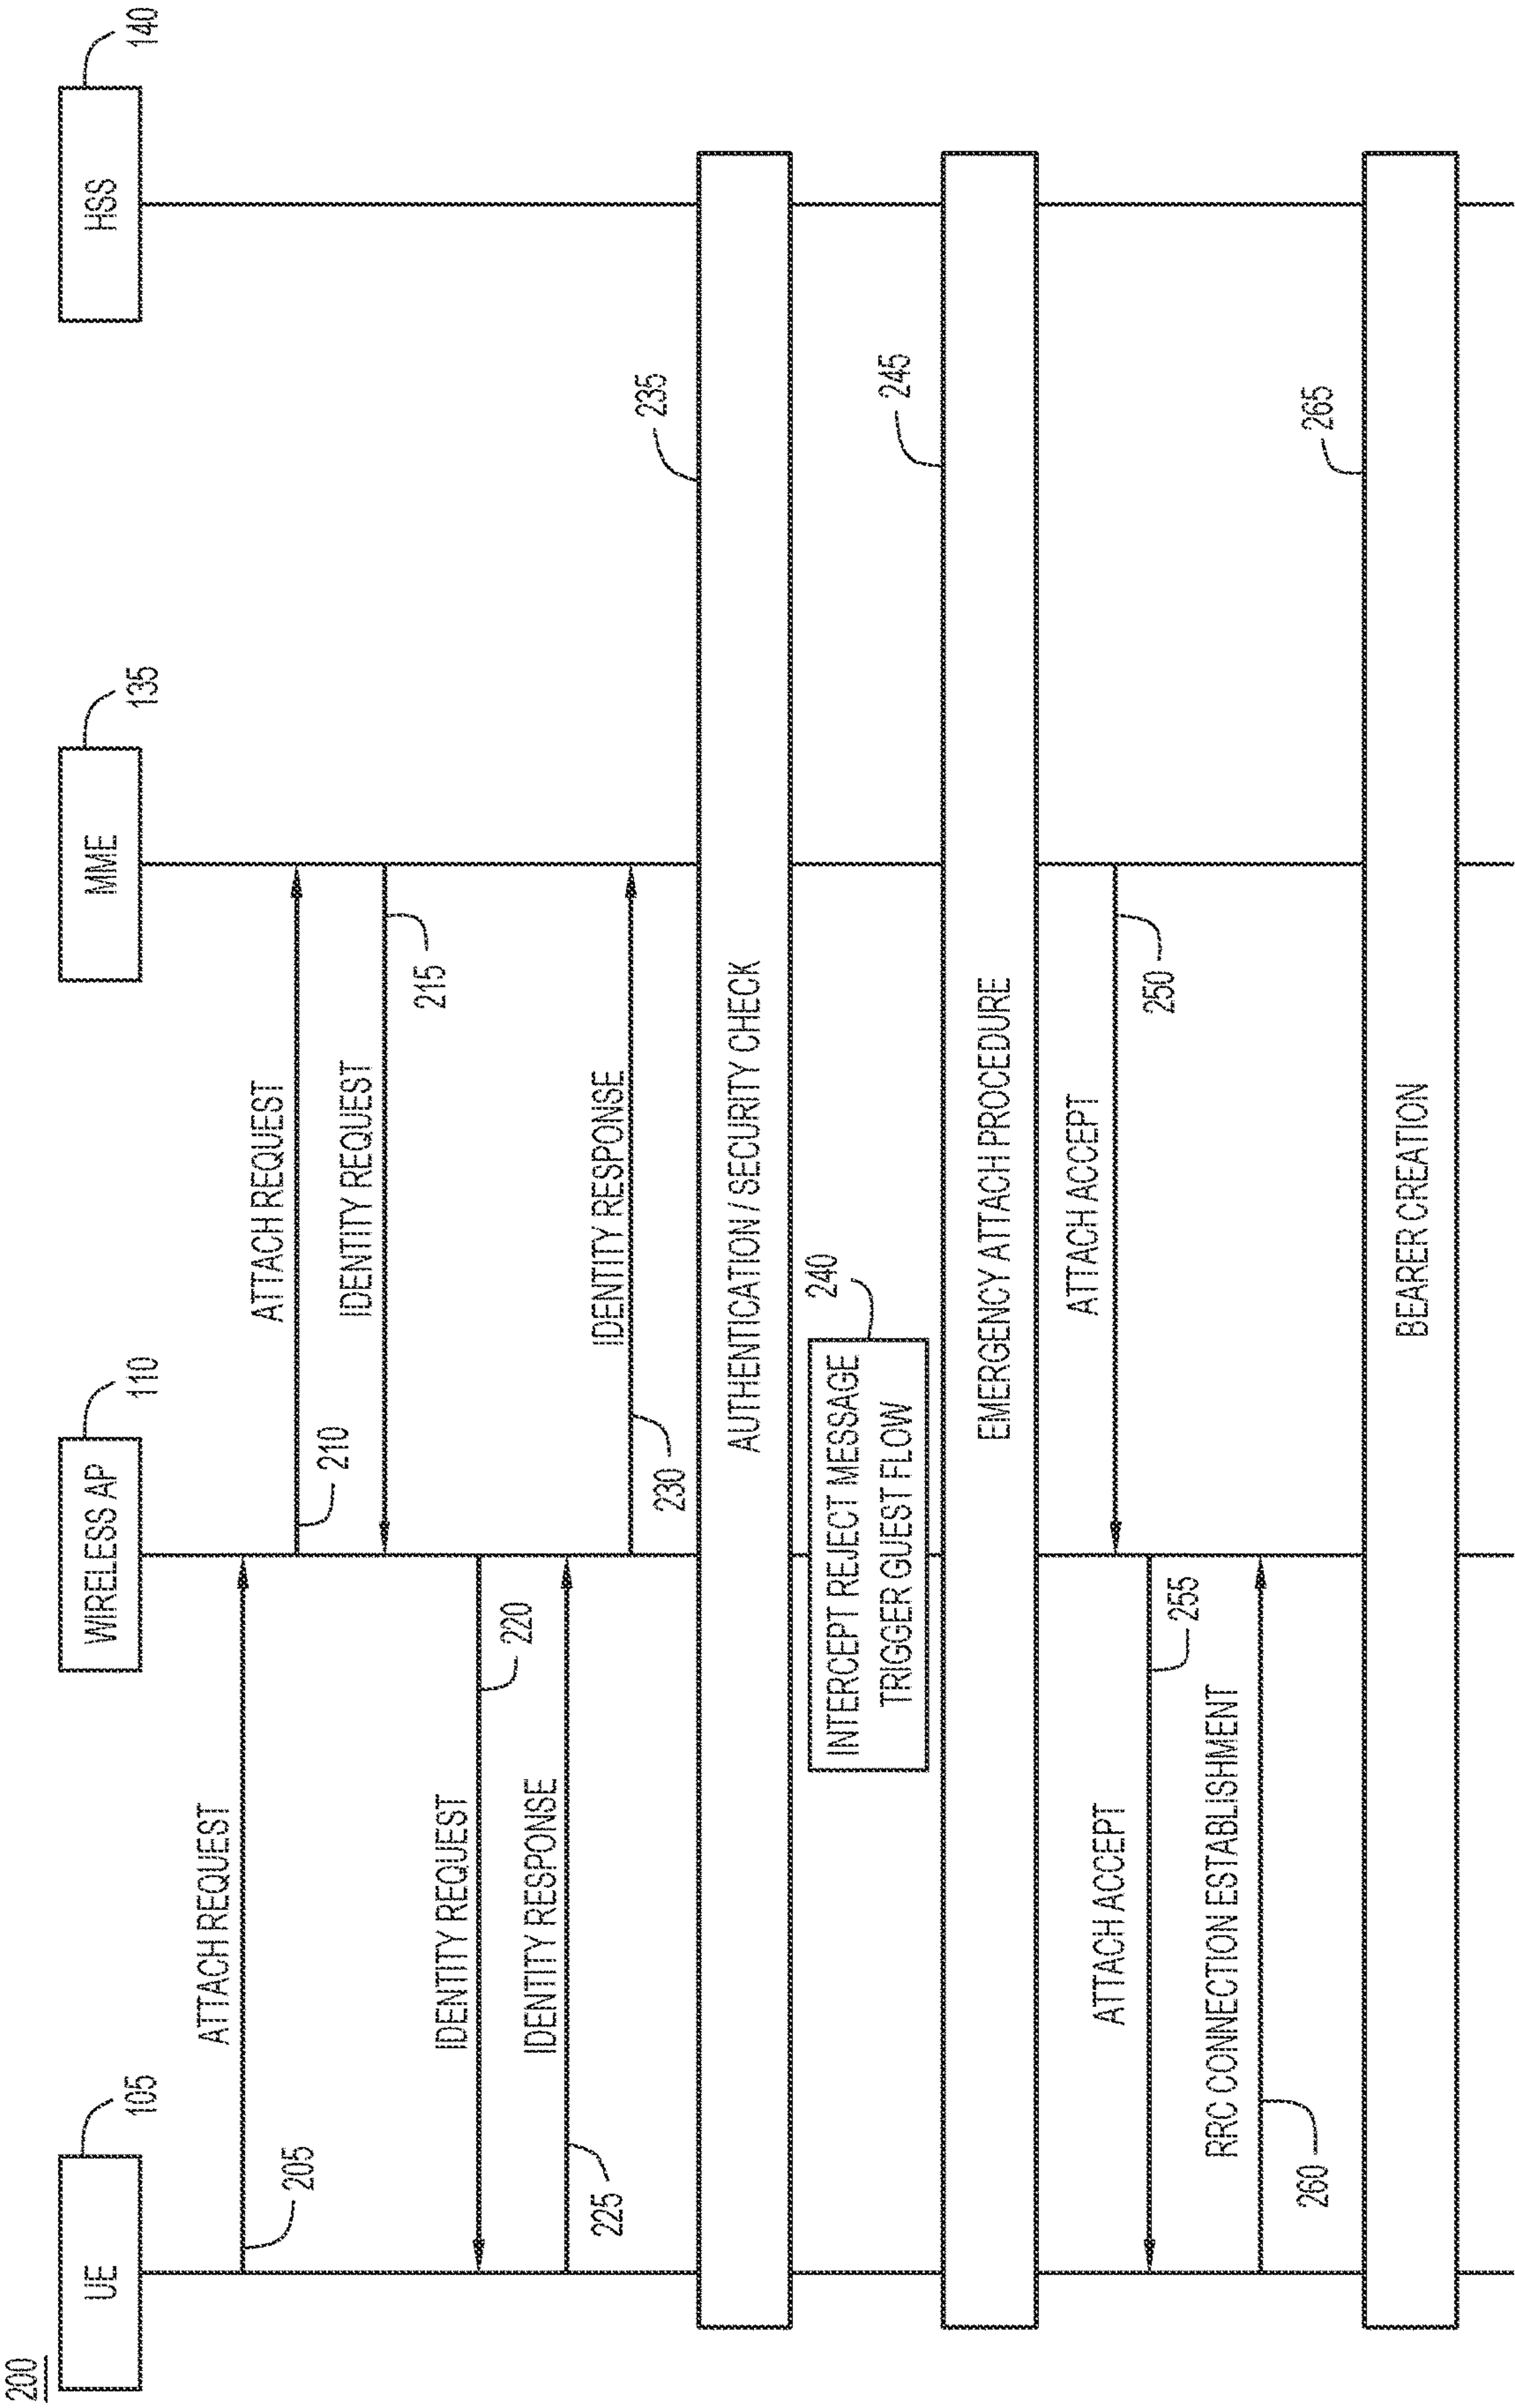 200
UE
105
WIRELESS AP
110
MME
135
HSS
140
ATTACH REQUEST
205
ATTACH REQUEST
210
IDENTITY REQUEST
215
IDENTITY REQUEST
220
IDENTITY RESPONSE
225
IDENTITY RESPONSE
230
AUTHENTICATION / SECURITY CHECK
235
INTERCEPT REJECT MESSAGE
TRIGGER GUEST FLOW
240
EMERGENCY ATTACH PROCEDURE
245
ATTACH ACCEPT
250
ATTACH ACCEPT
255
RRC CONNECTION ESTABLISHMENT
260
BEARER CREATION
265